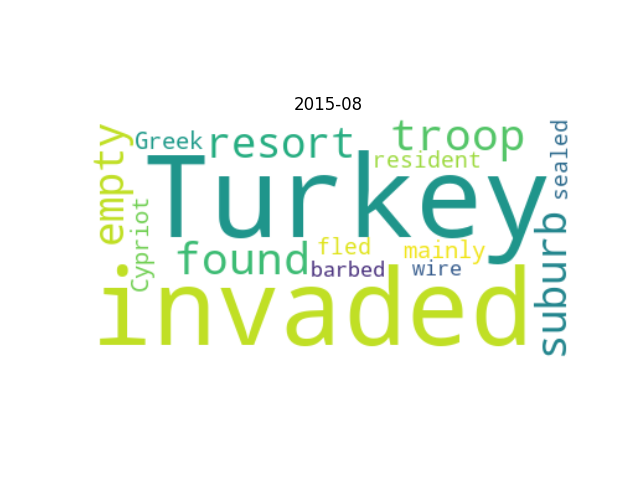 2015-08
Greek resort troop
resident
empty Turkey sealed
Cypriot found fled mainly suburb
barbed wire
invaded